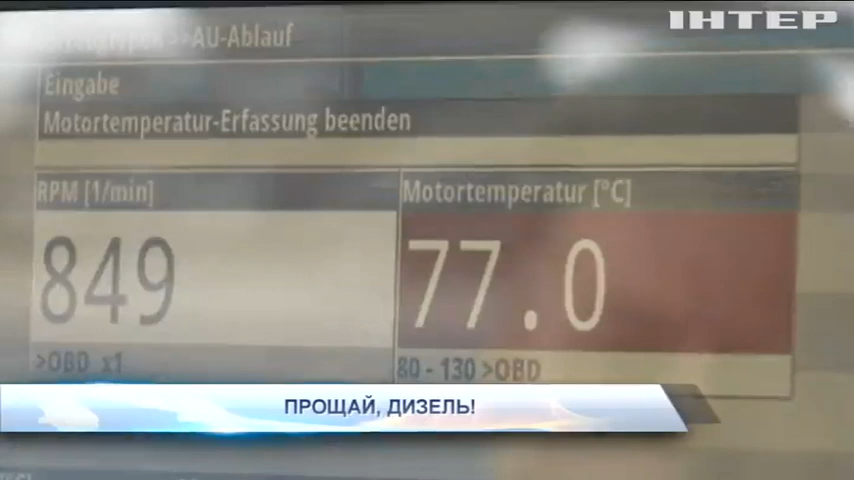 ІНТЕР
>AU-Ablauf
Eingabe
Motortemperatur-Erfassung beenden
RPM [1/min]
Motortemperatur [°C]
849
77.0
>OBD x1
80 - 130 >OBD
ПРОЩАЙ, ДИЗЕЛЬ!